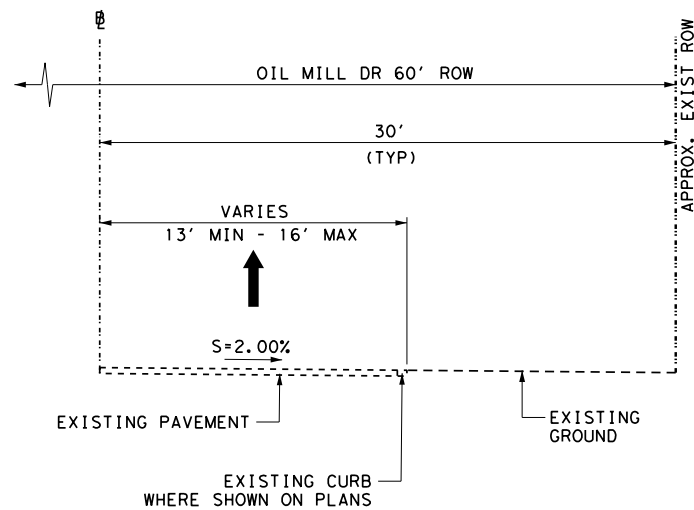 ℄
OIL MILL DR 60' ROW
30'
(TYP)
VARIES
13' MIN - 16' MAX
S=2.00%
EXISTING PAVEMENT
EXISTING CURB
WHERE SHOWN ON PLANS
EXISTING
GROUND
APPROX. EXIST ROW